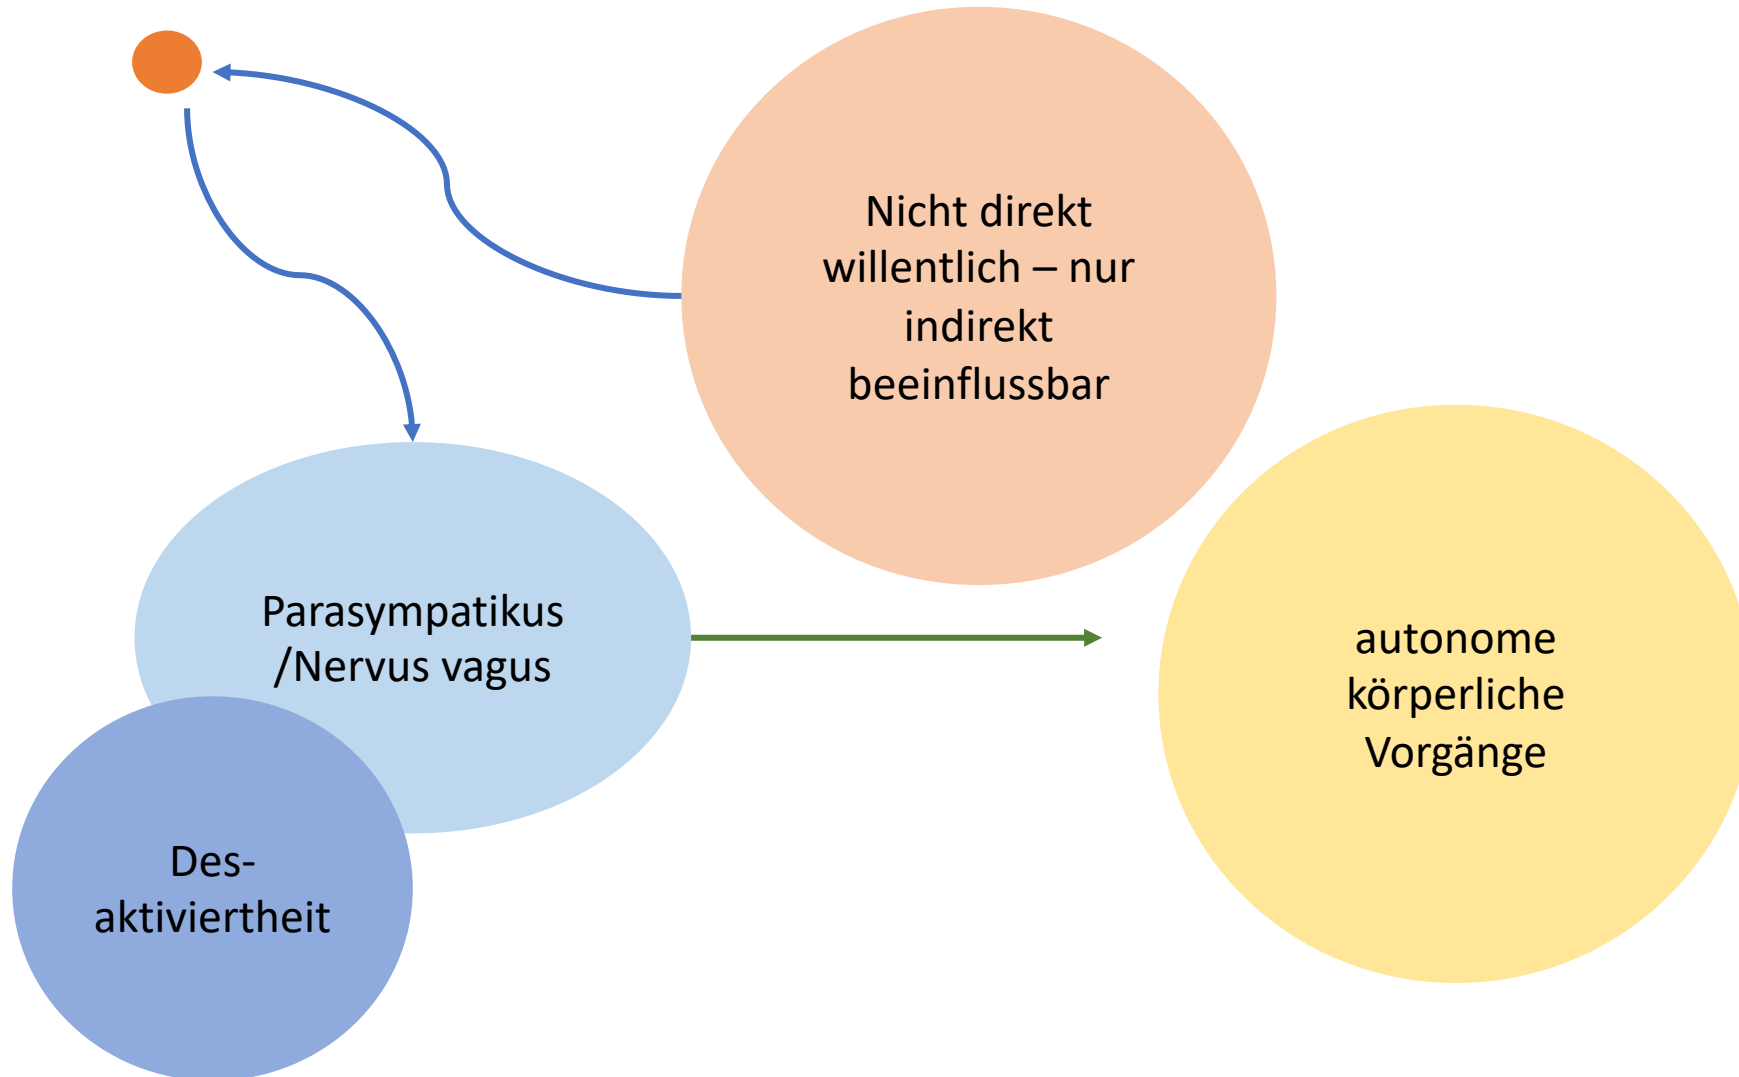 Nicht direkt
willentlich – nur
indirekt
beeinflussbar
Parasympatikus
/Nervus vagus
autonome
körperliche
Vorgänge
Des-
aktiviertheit